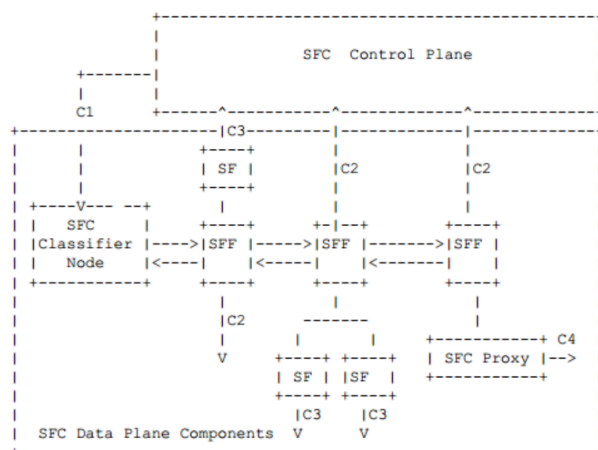 SFC Control Plane
C1
C3
SF
C2 C2
V
SFC
Classifier SFF SFF SFF
Node
C2
C4
V SFC Proxy
SF SF
C3 C3
SFC Data Plane Components V V